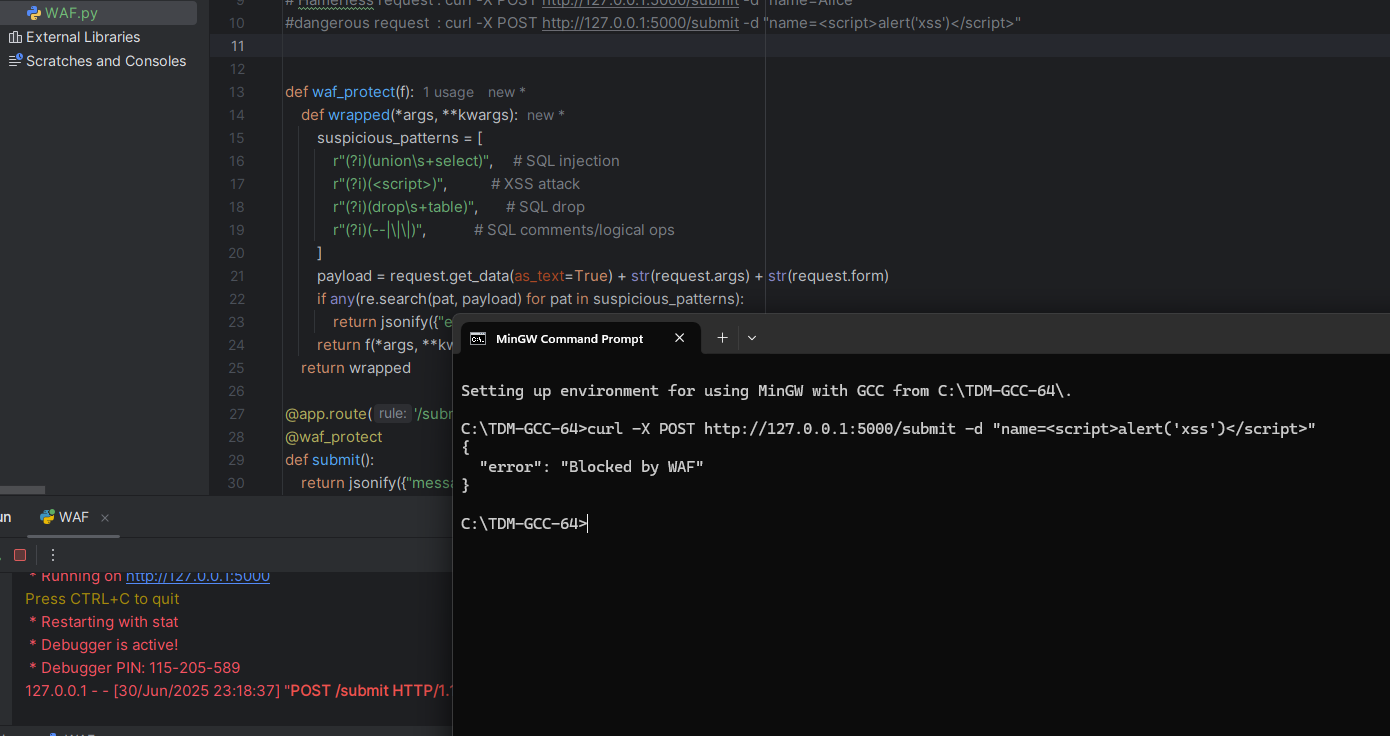 WAF.py
External Libraries
Scratches and Consoles
9 # Hamerless request : curl -X POST http://127.0.0.1:5000/submit -d "name=Alice"
10 #dangerous request : curl -X POST http://127.0.0.1:5000/submit -d "name=<script>alert('xss')</script>"
11
12
13 def waf_protect(f): 1 usage new *
14 def wrapped(*args, **kwargs): new *
15 suspicious_patterns = [
16 r"(?i)(union\s+select)", # SQL injection
17 r"(?i)(<script>)", # XSS attack
18 r"(?i)(drop\s+table)", # SQL drop
19 r"(?i)(--|\|\|)", # SQL comments/logical ops
20 ]
21 payload = request.get_data(as_text=True) + str(request.args) + str(request.form)
22 if any(re.search(pat, payload) for pat in suspicious_patterns):
23 return jsonify({"e
24 return f(*args, **kw
25 return wrapped
26
27 @app.route( rule: '/subn
28 @waf_protect
29 def submit():
30 return jsonify({"messa
MinGW Command Prompt
Setting up environment for using MinGW with GCC from C:\TDM-GCC-64\.
C:\TDM-GCC-64>curl -X POST http://127.0.0.1:5000/submit -d "name=<script>alert('xss')</script>"
{
"error": "Blocked by WAF"
}
C:\TDM-GCC-64>
un
WAF
* Running on http://127.0.0.1:5000
Press CTRL+C to quit
* Restarting with stat
* Debugger is active!
* Debugger PIN: 115-205-589
127.0.0.1 - - [30/Jun/2025 23:18:37] "POST /submit HTTP/1.1